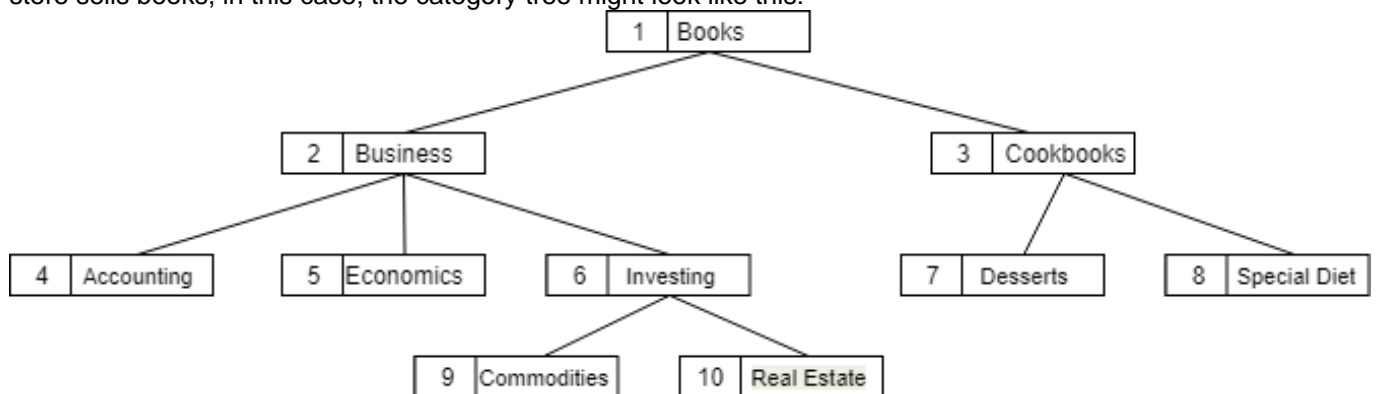 store sells books, in this case, the category tree might look like this:
1 Books
2 Business
3 Cookbooks
4 Accounting
5 Economics
6 Investing
7 Desserts
8 Special Diet
9 Commodities
10 Real Estate